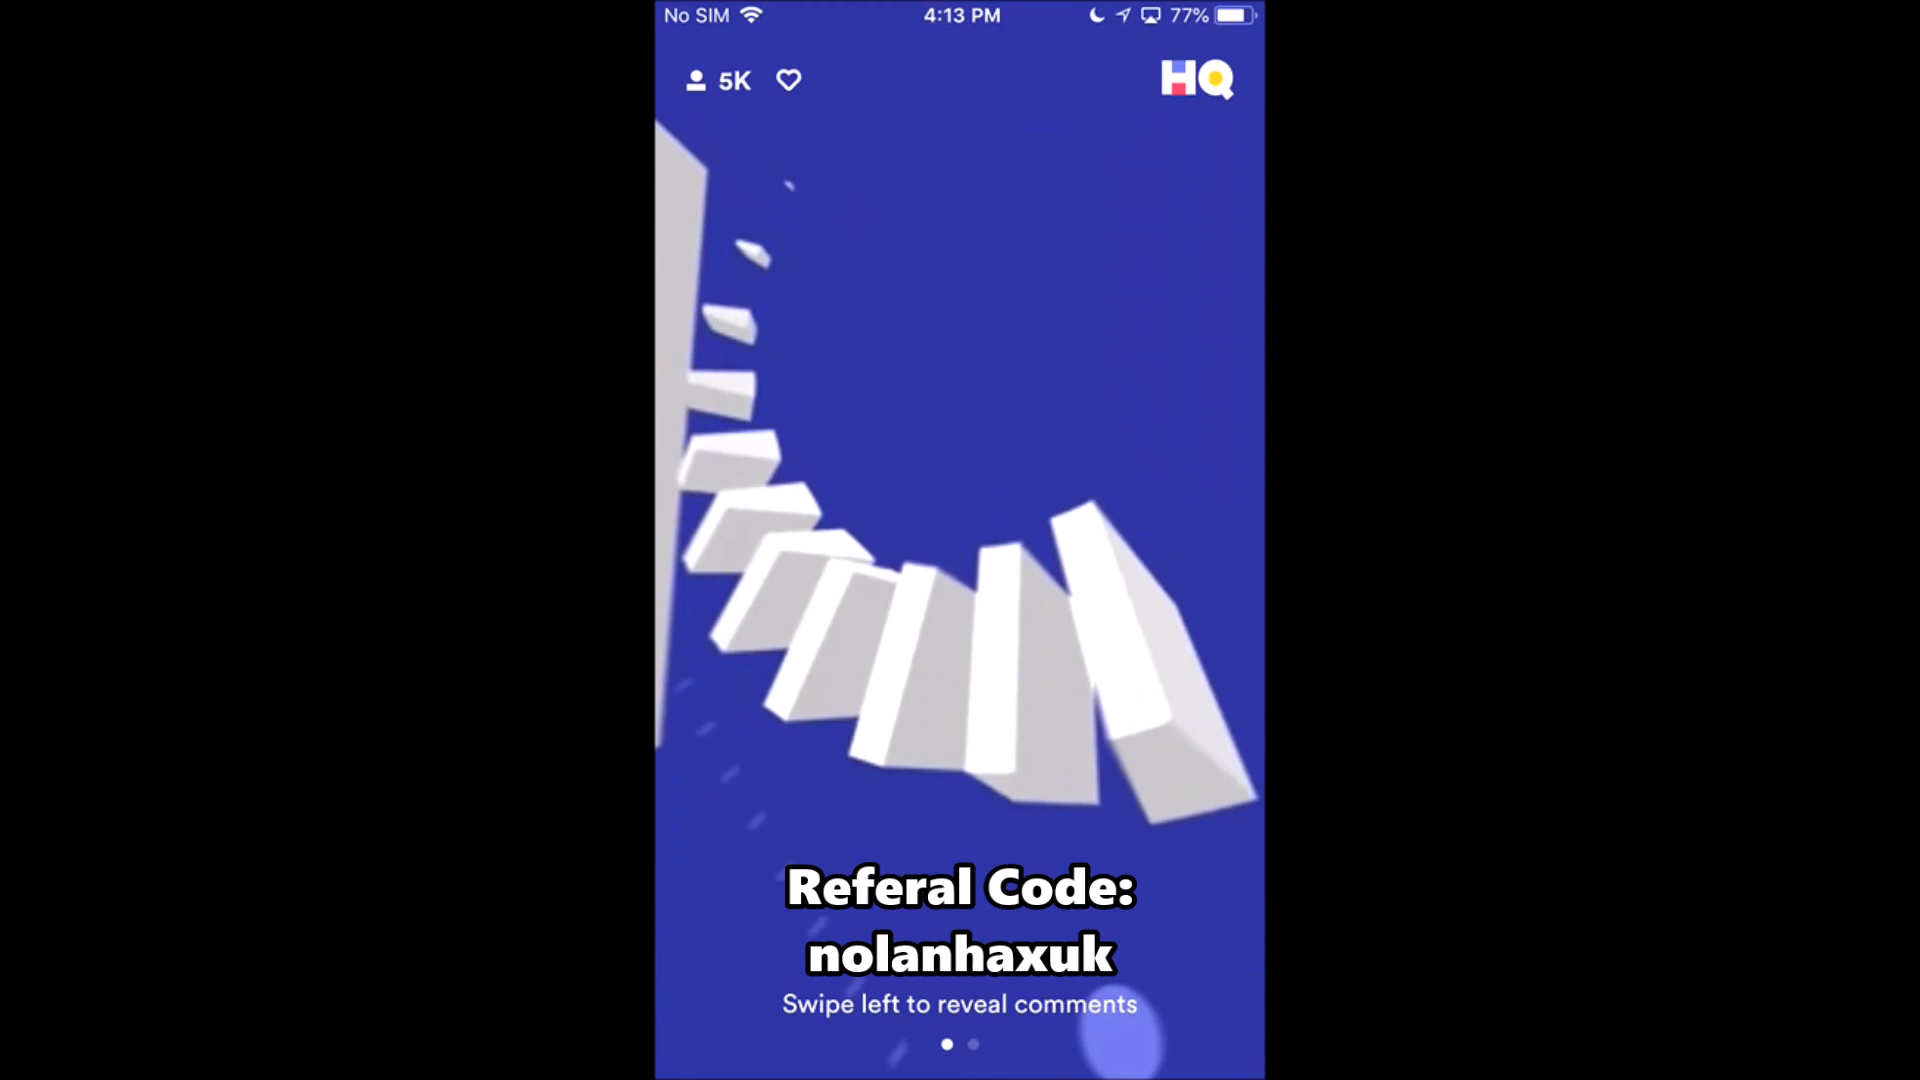 No SIM 4:13 PM 77%
5K HQ
Referal Code:
nolanhaxuk
Swipe left to reveal comments